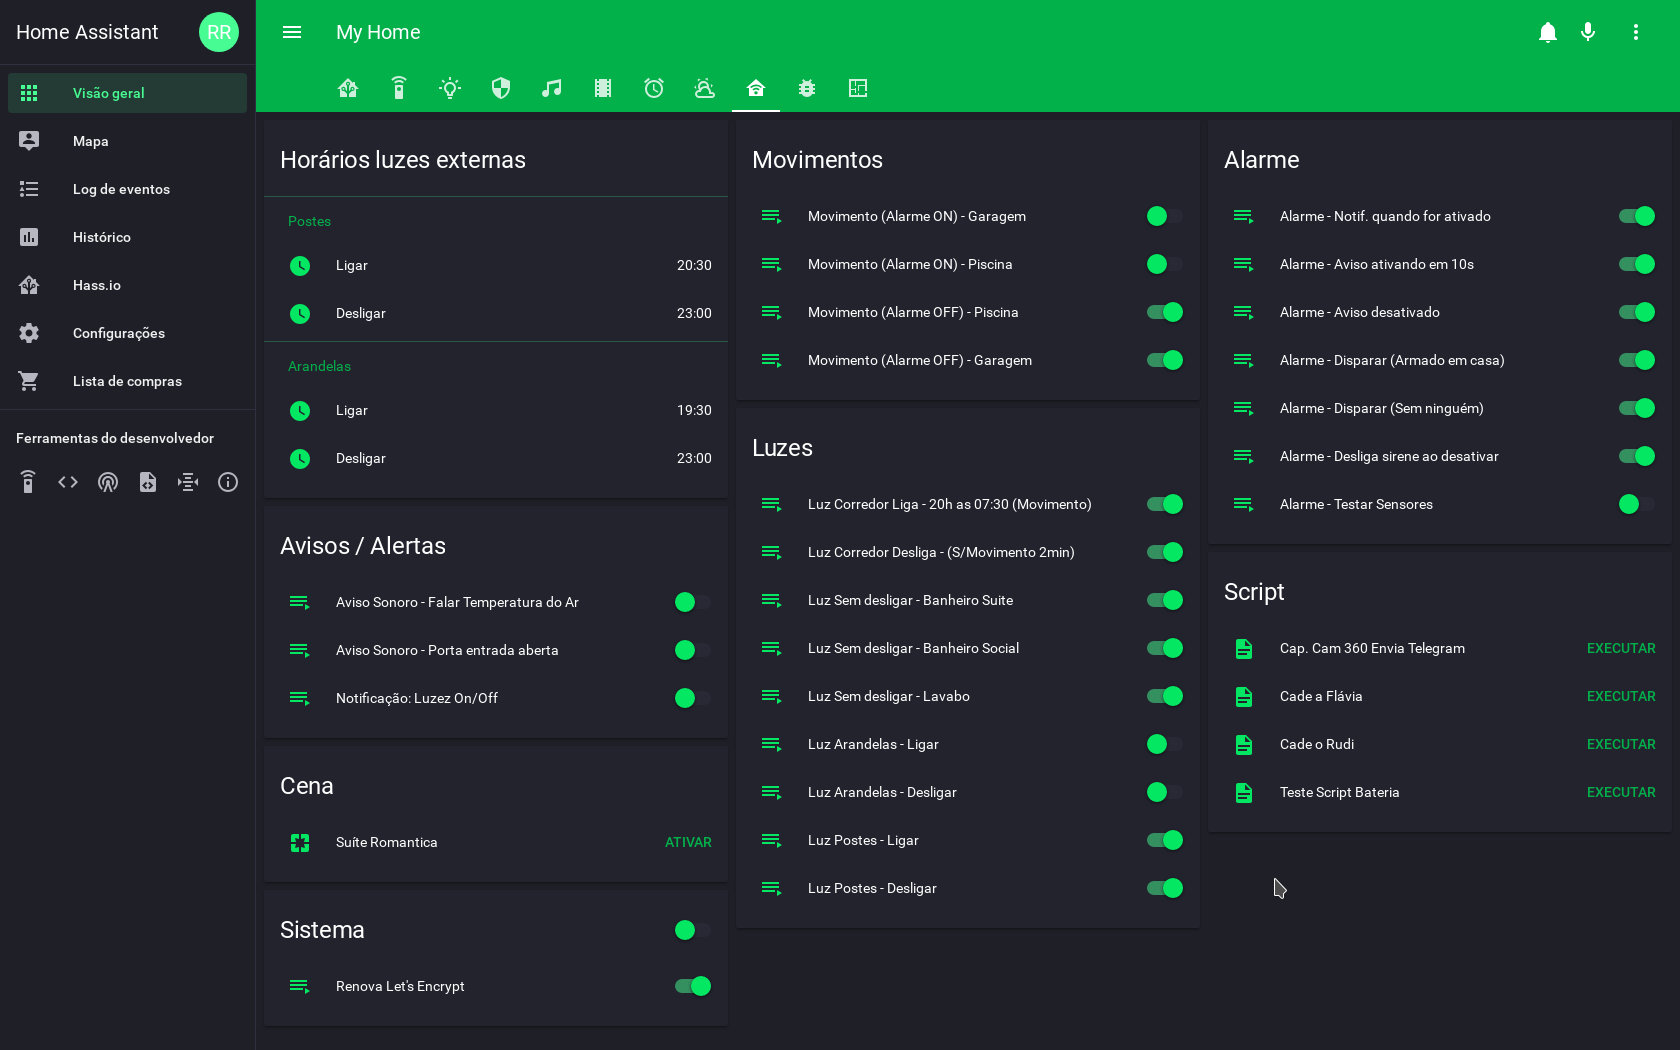 Home Assistant
RR
Visão geral
Mapa
Log de eventos
Histórico
Hass.io
Configurações
Lista de compras
Ferramentas do desenvolvedor
My Home
Horários luzes externas
Postes
Ligar 20:30
Desligar 23:00
Arandelas
Ligar 19:30
Desligar 23:00
Avisos / Alertas
Aviso Sonoro - Falar Temperatura do Ar
Aviso Sonoro - Porta entrada aberta
Notificação: Luzez On/Off
Cena
Suíte Romantica ATIVAR
Sistema
Renova Let's Encrypt
Movimentos
Movimento (Alarme ON) - Garagem
Movimento (Alarme ON) - Piscina
Movimento (Alarme OFF) - Piscina
Movimento (Alarme OFF) - Garagem
Luzes
Luz Corredor Liga - 20h as 07:30 (Movimento)
Luz Corredor Desliga - (S/Movimento 2min)
Luz Sem desligar - Banheiro Suite
Luz Sem desligar - Banheiro Social
Luz Sem desligar - Lavabo
Luz Arandelas - Ligar
Luz Arandelas - Desligar
Luz Postes - Ligar
Luz Postes - Desligar
Alarme
Alarme - Notif. quando for ativado
Alarme - Aviso ativando em 10s
Alarme - Aviso desativado
Alarme - Disparar (Armado em casa)
Alarme - Disparar (Sem ninguém)
Alarme - Desliga sirene ao desativar
Alarme - Testar Sensores
Script
Cap. Cam 360 Envia Telegram EXECUTAR
Cade a Flávia EXECUTAR
Cade o Rudi EXECUTAR
Teste Script Bateria EXECUTAR